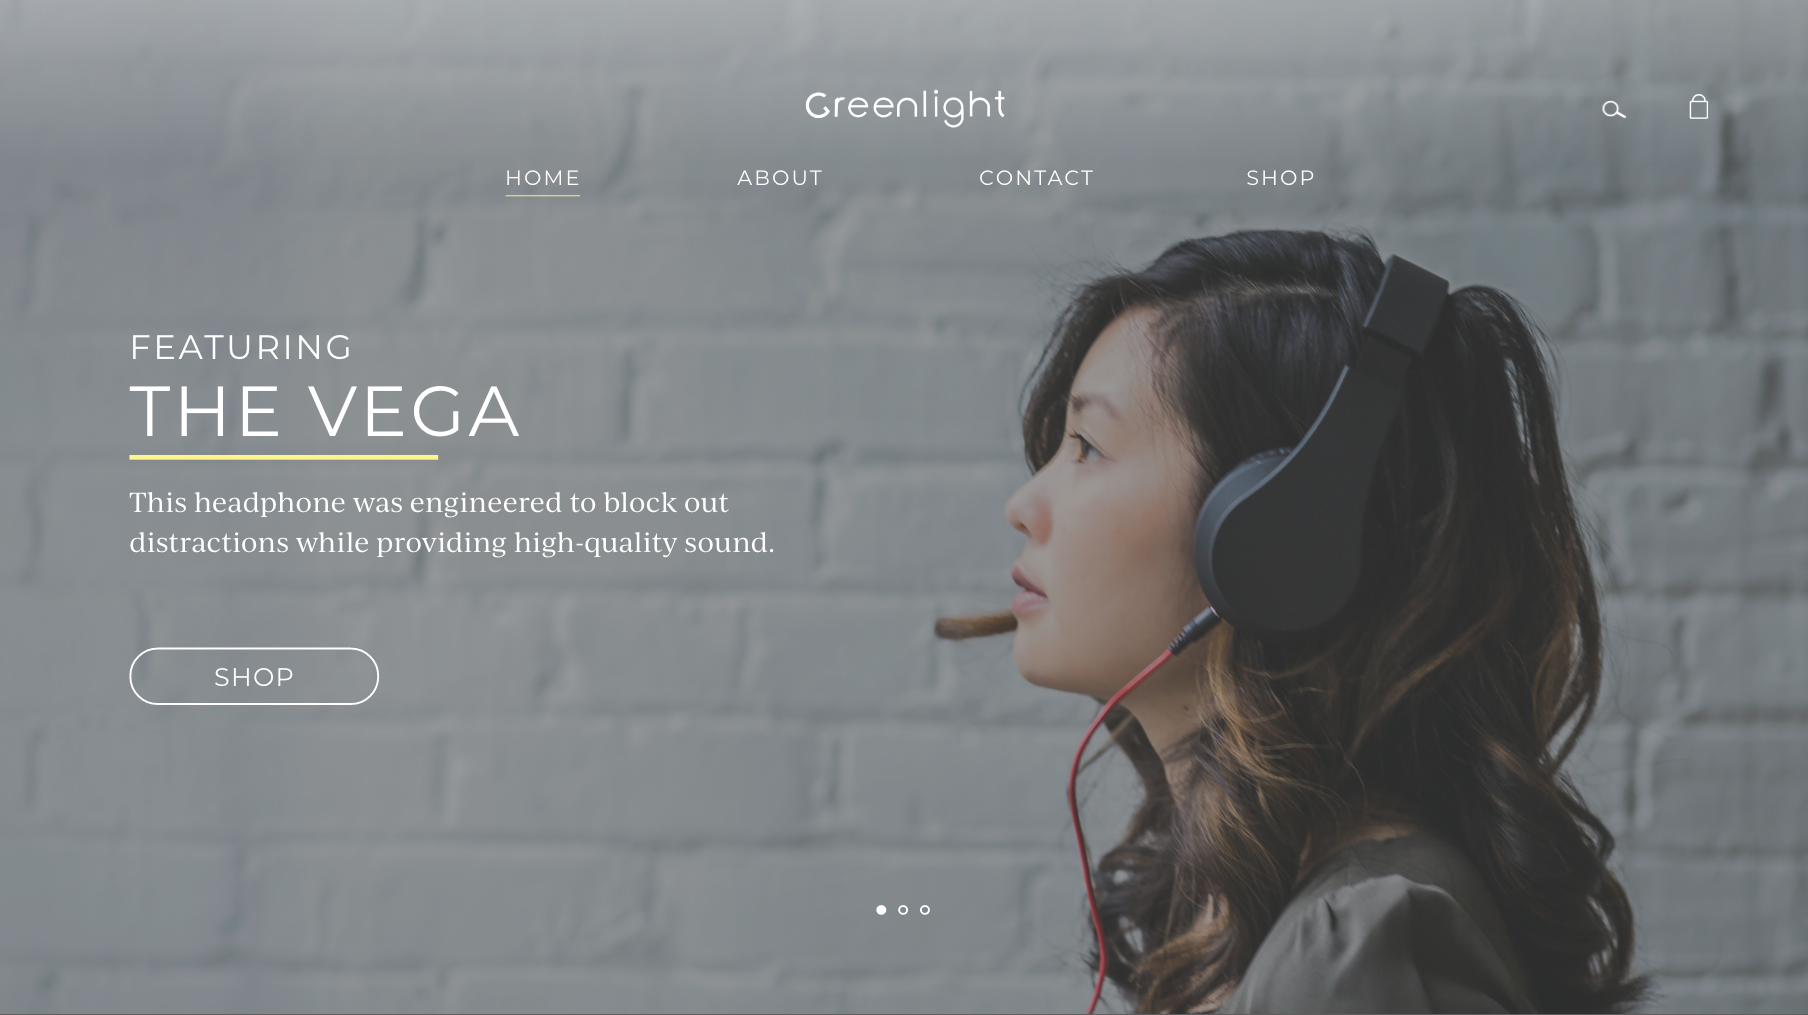 Greenlight
HOME ABOUT CONTACT SHOP
FEATURING
THE VEGA
This headphone was engineered to block out
distractions while providing high-quality sound.
SHOP